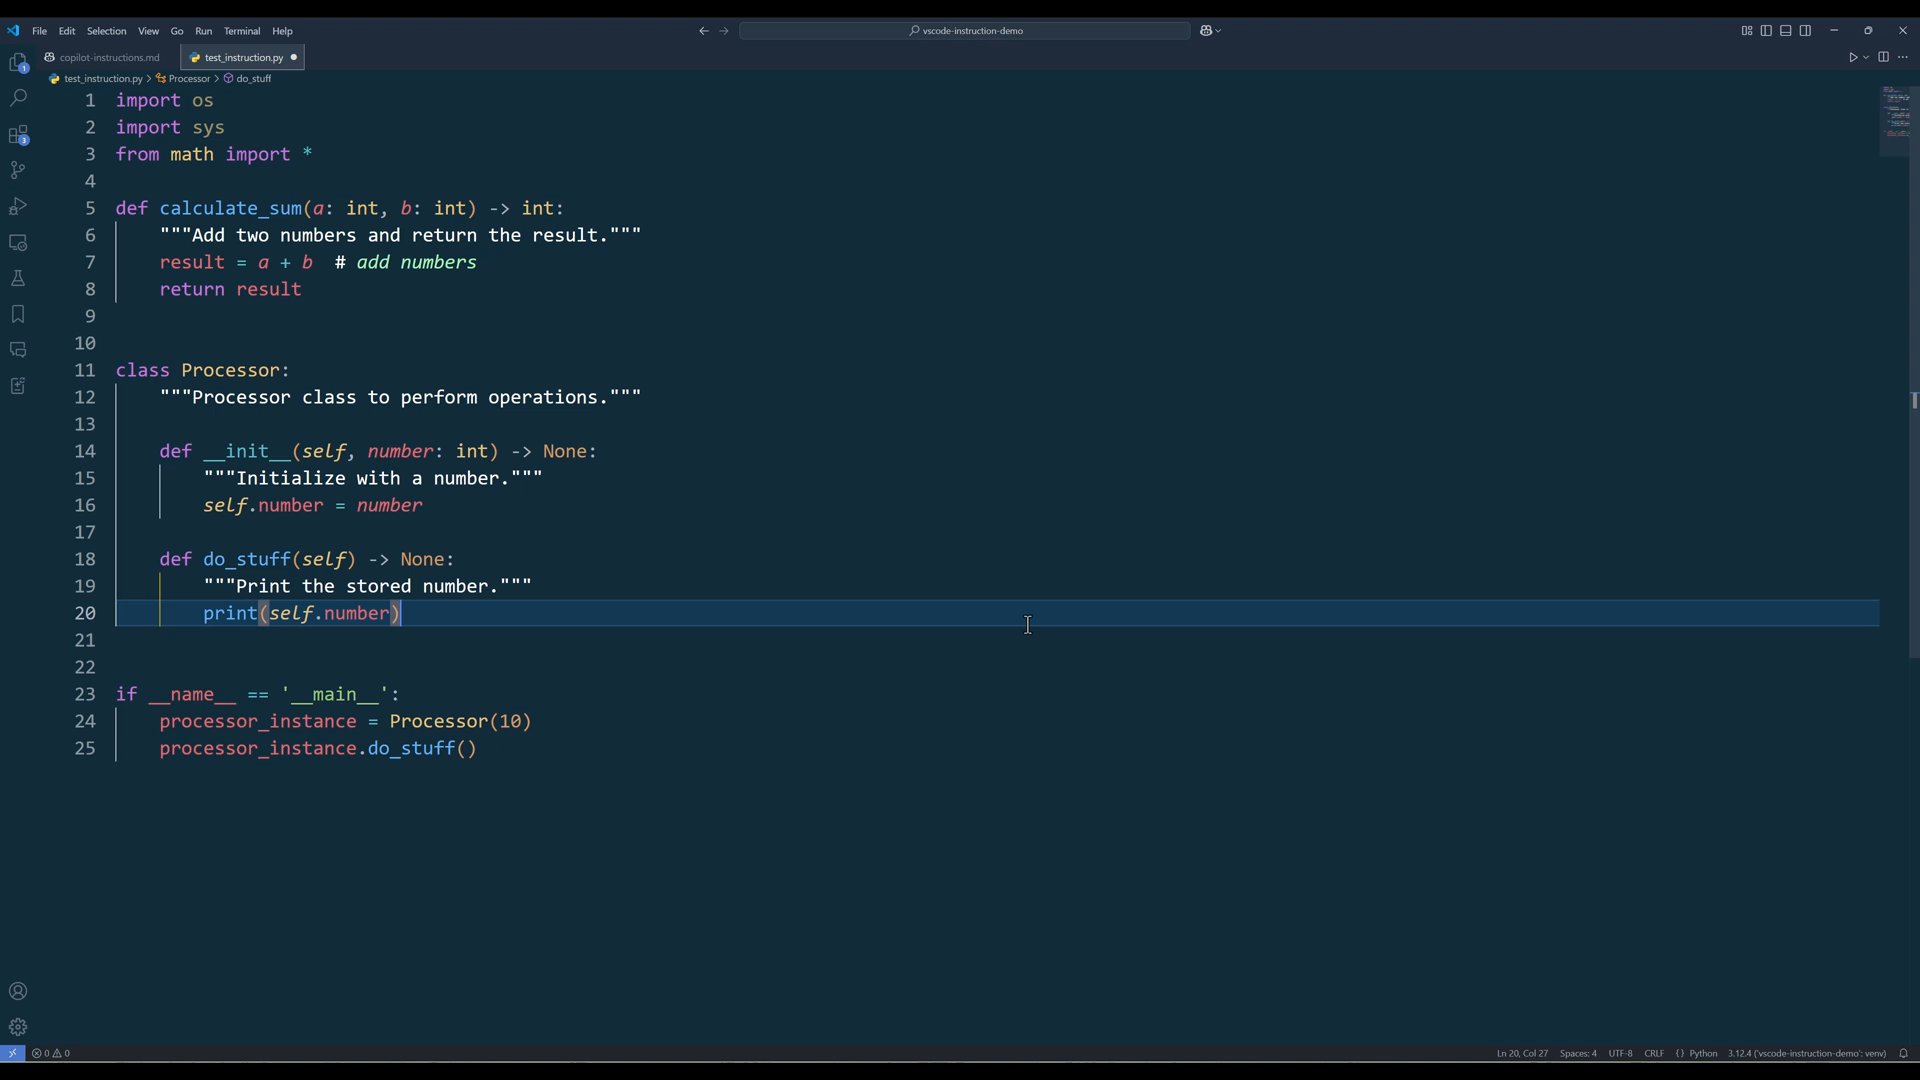 File Edit Selection View Go Run Terminal Help
vscode-instruction-demo
copilot-instructions.md
test_instruction.py
test_instruction.py > Processor > do_stuff
1 import os
2 import sys
3 from math import *
4
5 def calculate_sum(a: int, b: int) -> int:
6 """Add two numbers and return the result."""
7 result = a + b # add numbers
8 return result
9
10
11 class Processor:
12 """Processor class to perform operations."""
13
14 def __init__(self, number: int) -> None:
15 """Initialize with a number."""
16 self.number = number
17
18 def do_stuff(self) -> None:
19 """Print the stored number."""
20 print(self.number)
21
22
23 if __name__ == '__main__':
24 processor_instance = Processor(10)
25 processor_instance.do_stuff()
1
3
0 0
Ln 20, Col 27 Spaces: 4 UTF-8 CRLF {} Python 3.12.4 ('vscode-instruction-demo': venv)